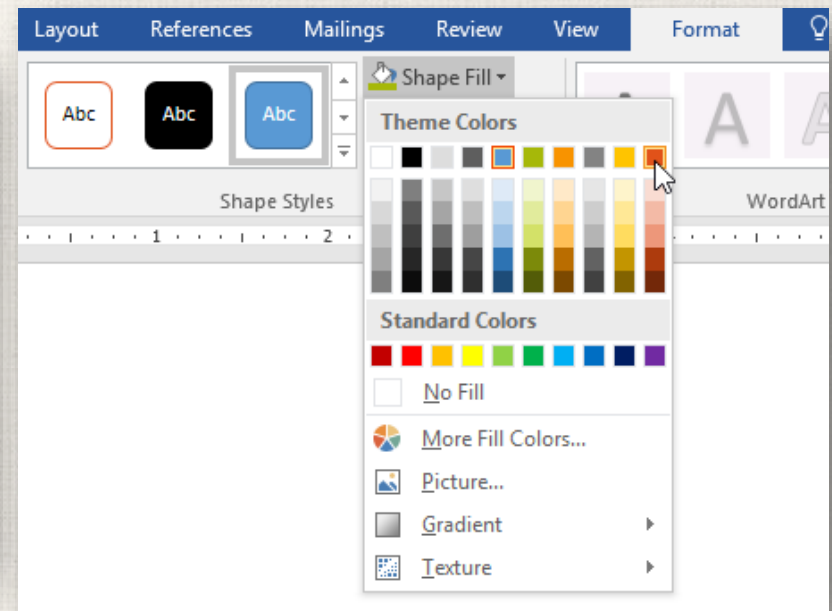 Layout References Mailings Review View Format
Abc Abc Abc Shape Fill
A A
Theme Colors
Shape Styles WordArt
1 2
Standard Colors
No Fill
More Fill Colors...
Picture...
Gradient
Texture